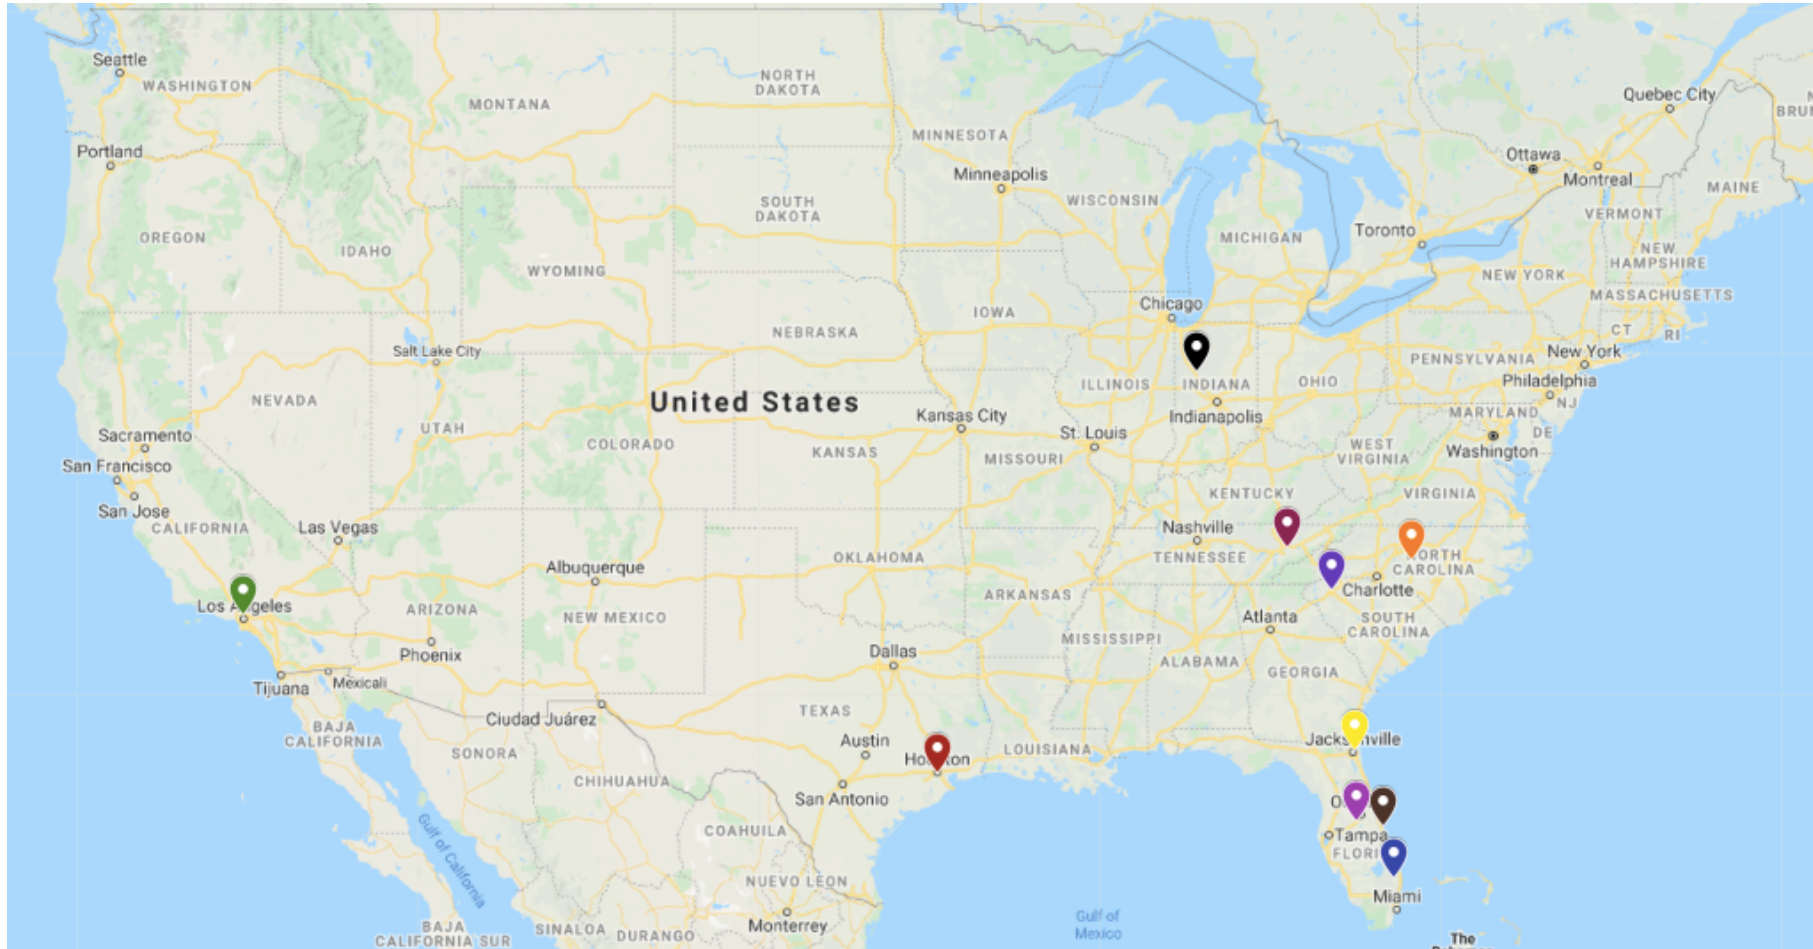 Seattle
WASHINGTON
MONTANA
NORTH
DAKOTA
MINNESOTA
Quebec City
Portland
Minneapolis
Ottawa
Montreal
MAINE
SOUTH
DAKOTA
WISCONSIN
VERMONT
OREGON
IDAHO
MICHIGAN
Toronto
NEW
HAMPSHIRE
WYOMING
NEW YORK
MASSACHUSETTS
Chicago
IOWA
NEBRASKA
CT
RI
Salt Lake City
PENNSYLVANIA
New York
ILLINOIS
INDIANA
OHIO
Philadelphia
NEVADA
United States
NJ
Kansas City
Indianapolis
MARYLAND
UTAH
St. Louis
DE
Sacramento
COLORADO
KANSAS
MISSOURI
WEST
VIRGINIA
Washington
San Francisco
KENTUCKY
VIRGINIA
San Jose
CALIFORNIA
Las Vegas
Nashville
OKLAHOMA
TENNESSEE
CAROLINA
Albuquerque
Charlotte
ARKANSAS
ARIZONA
NEW MEXICO
Atlanta
SOUTH
CAROLINA
MISSISSIPPI
Phoenix
Dallas
ALABAMA
GEORGIA
Tijuana
Mexicali
Ciudad Juárez
TEXAS
BAJA
CALIFORNIA
SONORA
Austin
LOUISIANA
CHIHUAHUA
San Antonio
COAHUILA
Tampa
Gulf of California
NUEVO LEON
Miami
Monterrey
Gulf of
Mexico
BAJA
CALIFORNIA SUR
SINALOA
DURANGO
The